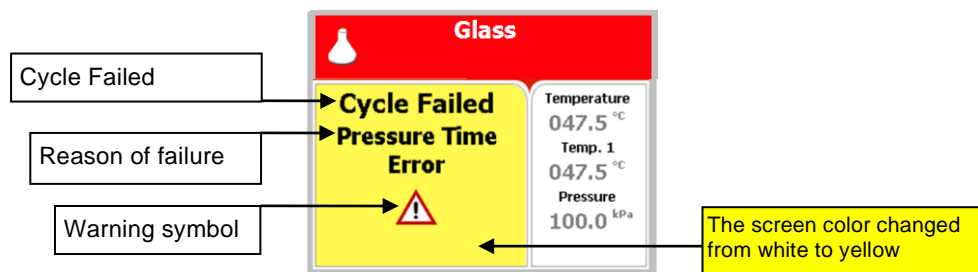 Glass
Cycle Failed
Cycle Failed
Pressure Time
Error
Reason of failure
Warning symbol
Temperature
047.5 °C
Temp. 1
047.5 °C
Pressure
100.0 kPa
The screen color changed
from white to yellow